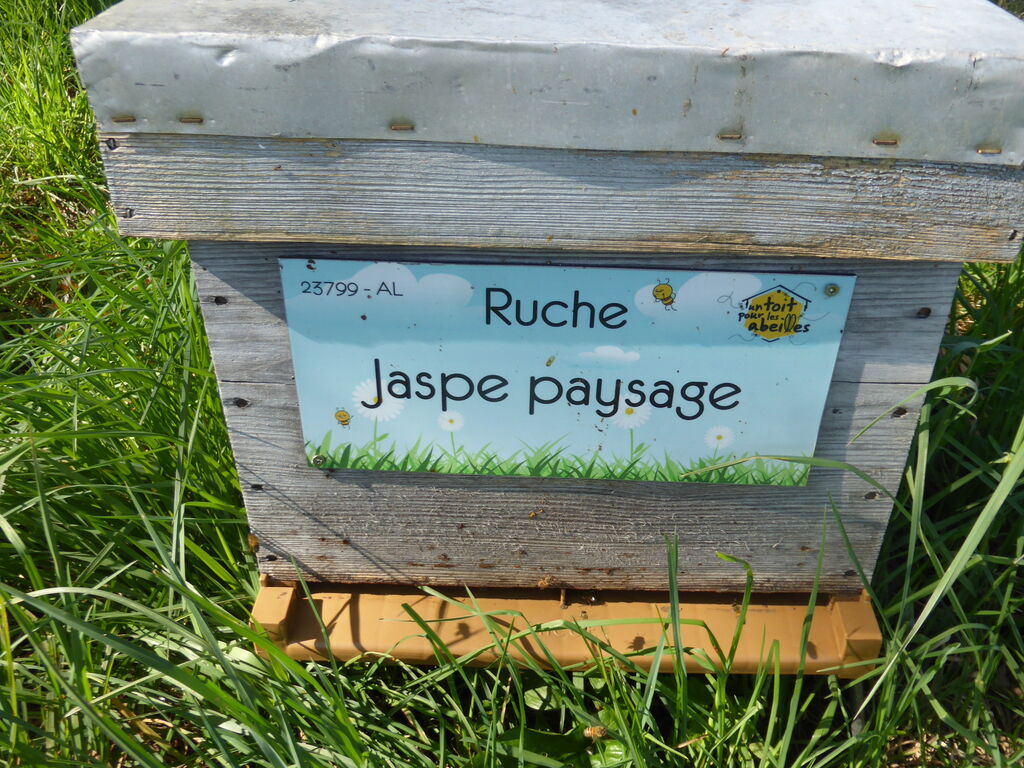 23799 - AL
Ruche
un toit
pour les
abeilles
Jaspe paysage